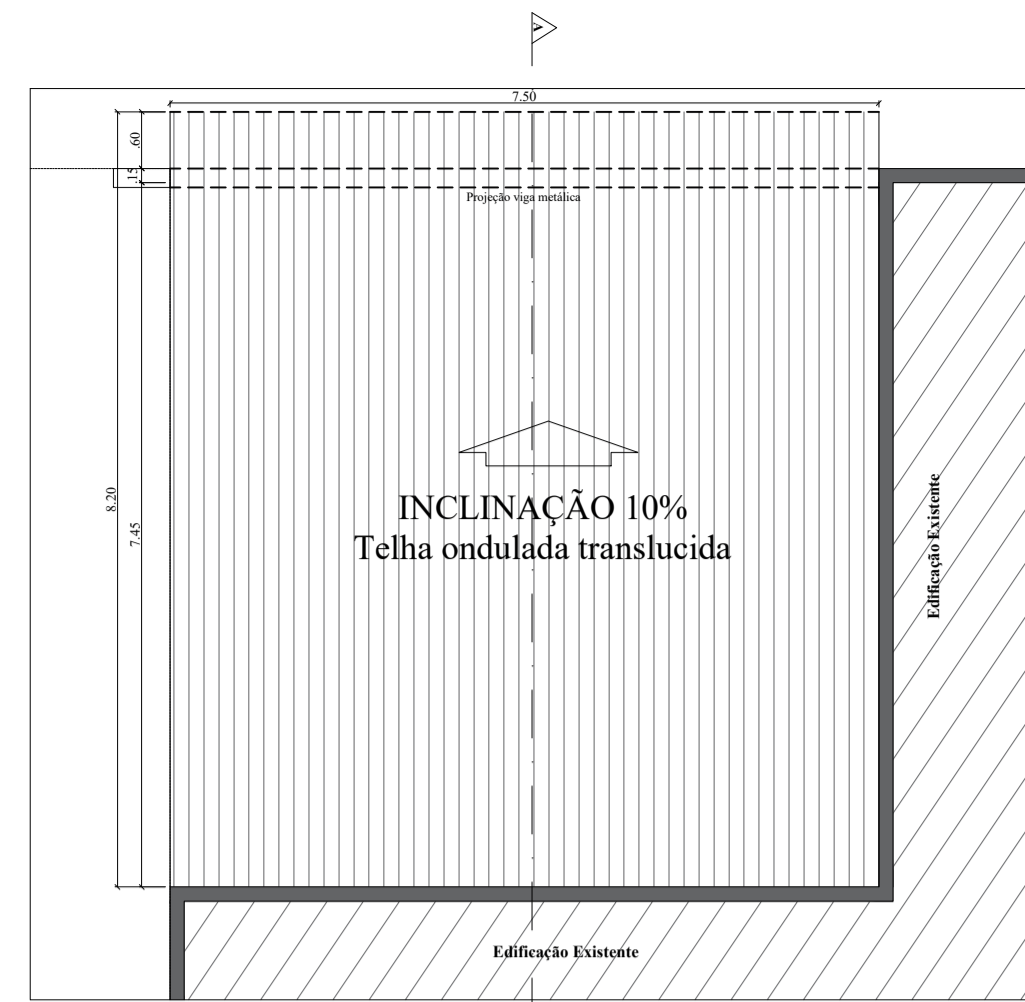 A
7.50
.60
.15
Projeção viga metálica
8.20
7.45
INCLINAÇÃO 10%
Telha ondulada translucida
Edificação Existente
Edificação Existente